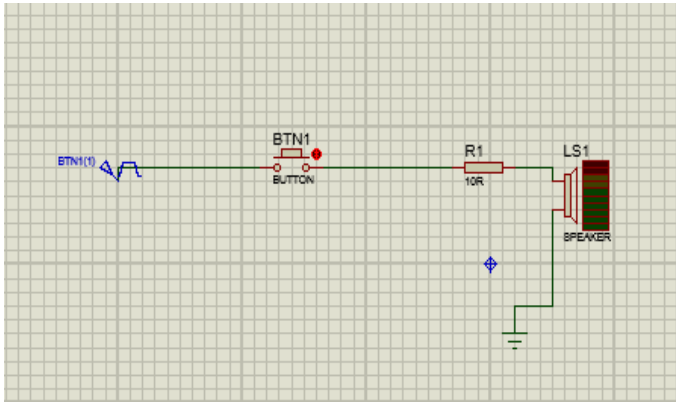 BTN1(1)
BTN1
BUTTON
R1
10R
LS1
SPEAKER